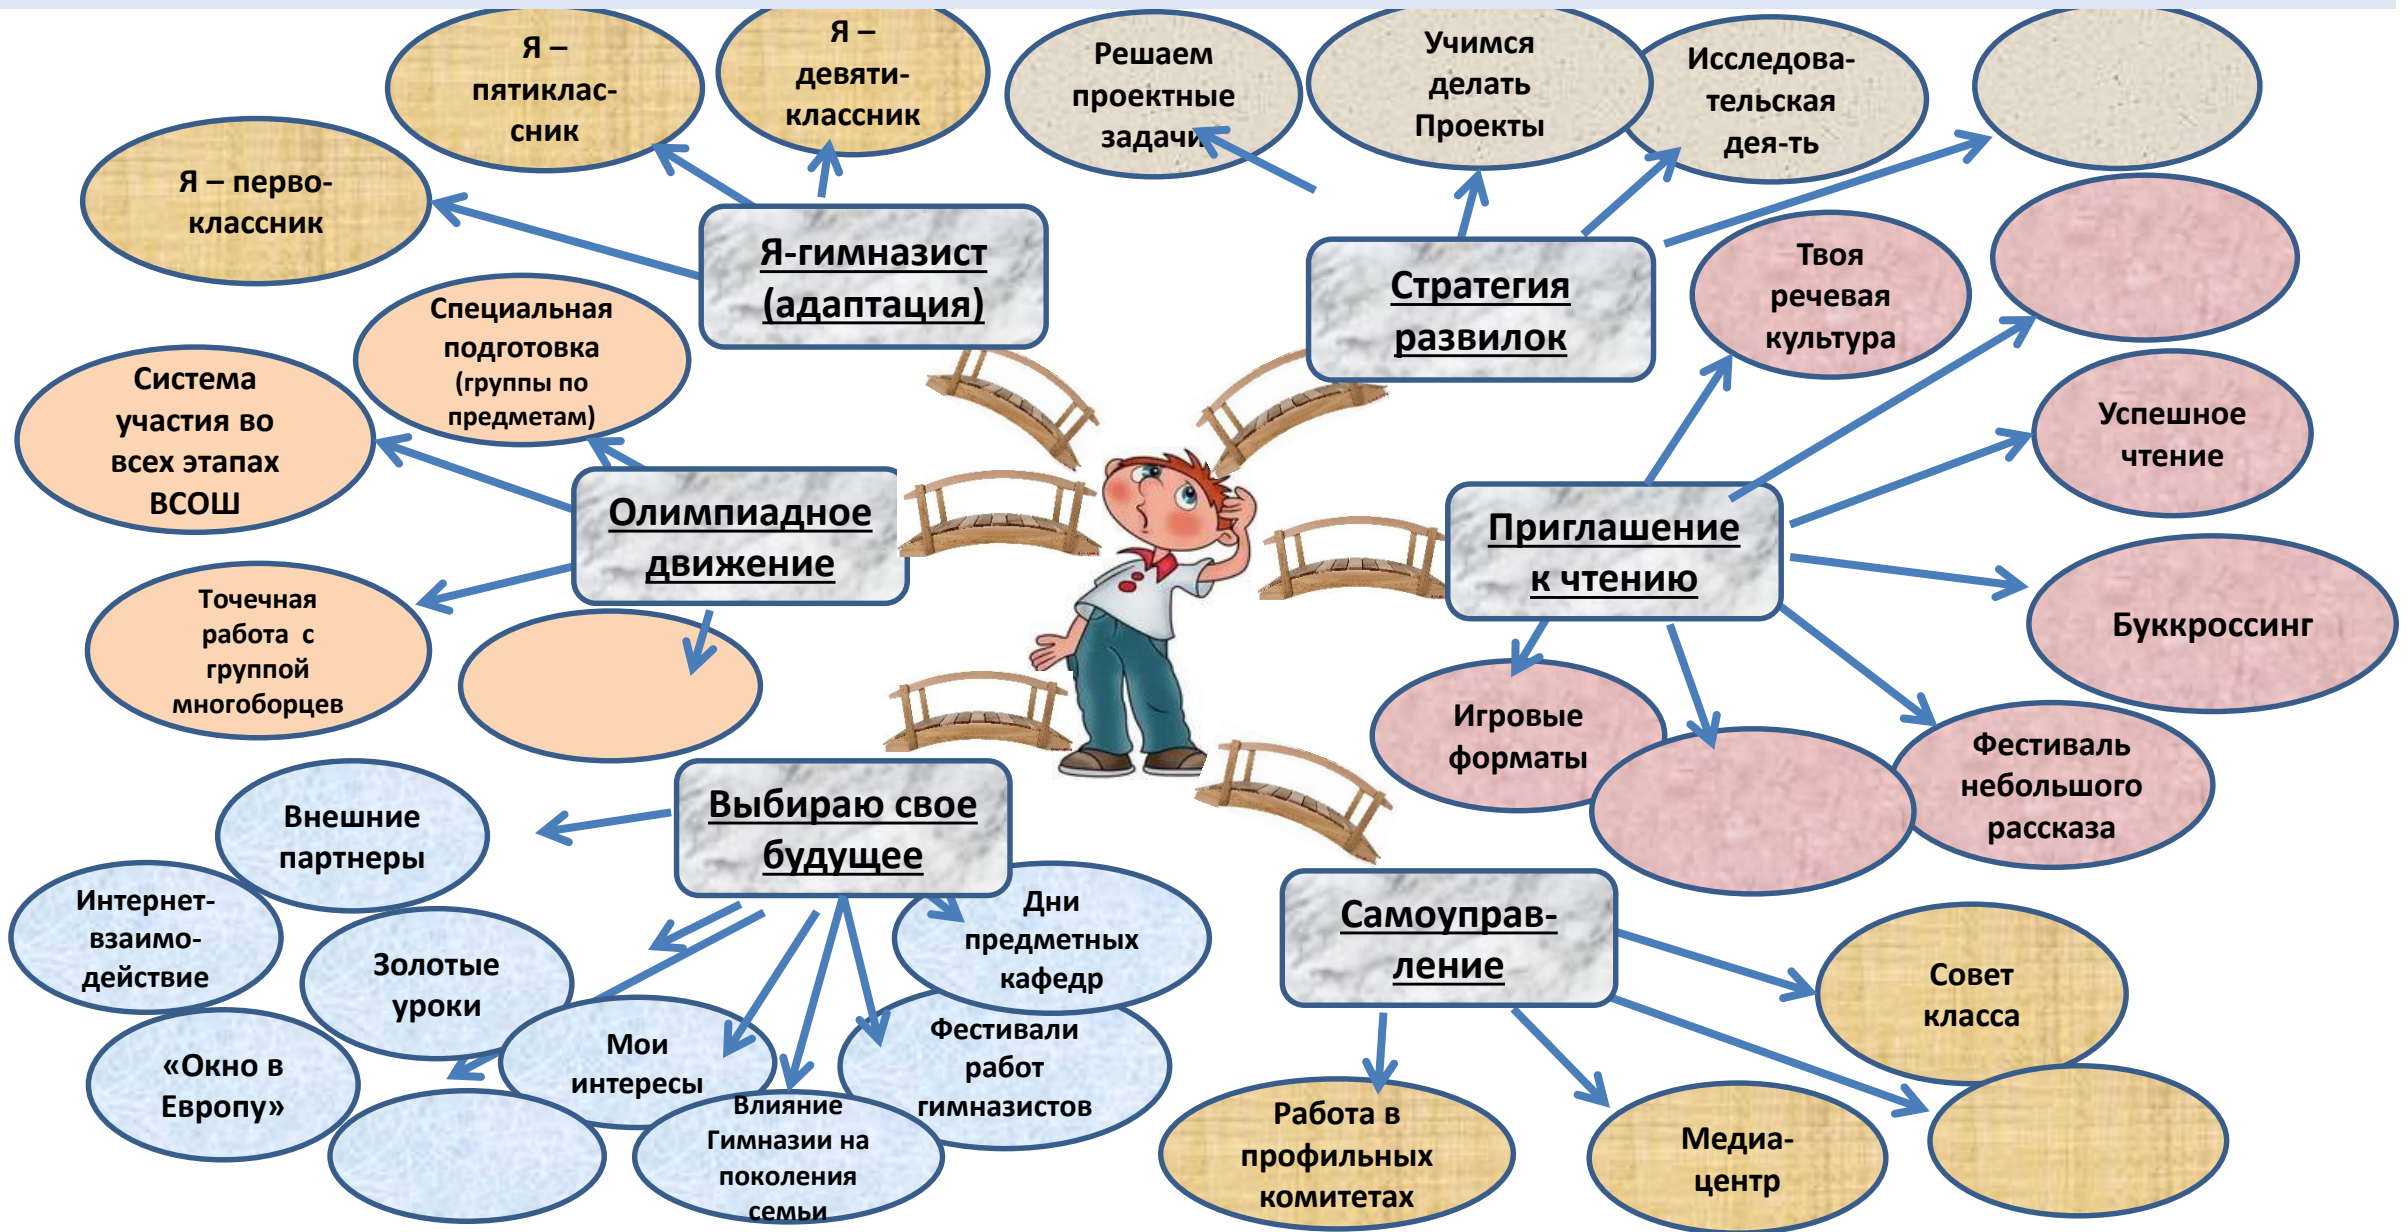 Я –
пятиклас-
сник
Я –
девяти-
классник
Я – перво-
классник
Я-гимназист
(адаптация)
Решаем
проектные
задачи
Учимся
делать
Проекты
Исследова-
тельская
дея-ть
Стратегия
развилок
Специальная
подготовка
(группы по
предметам)
Система
участия во
всех этапах
ВСОШ
Олимпиадное
движение
Точечная
работа с
группой
многоборцев
Твоя
речевая
культура
Успешное
чтение
Приглашение
к чтению
Буккроссинг
Игровые
форматы
Фестиваль
небольшого
рассказа
Выбираю свое
будущее
Внешние
партнеры
Интернет-
взаимо-
действие
Золотые
уроки
«Окно в
Европу»
Мои
интересы
Влияние
Гимназии на
поколения
семьи
Дни
предметных
кафедр
Фестивали
работ
гимназистов
Самоуправ-
ление
Совет
класса
Работа в
профильных
комитетах
Медиа-
центр